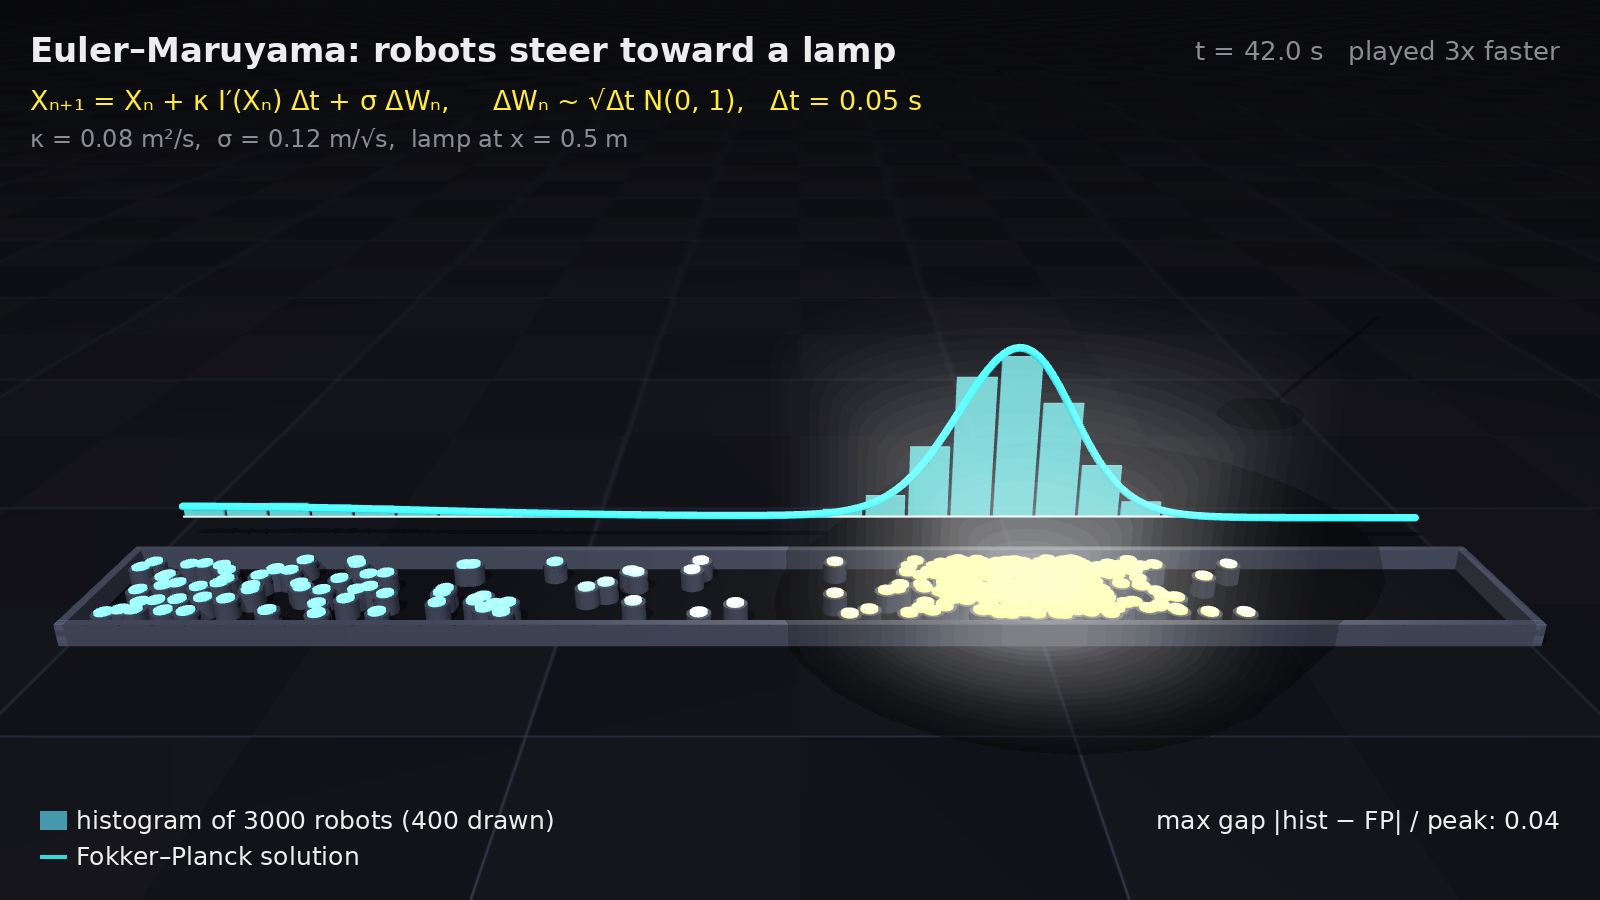 Euler–Maruyama: robots steer toward a lamp
t = 42.0 s played 3x faster
Xₙ₊₁ = Xₙ + κ I′(Xₙ) Δt + σ ΔWₙ, ΔWₙ ~ √Δt N(0, 1), Δt = 0.05 s
κ = 0.08 m²/s, σ = 0.12 m/√s, lamp at x = 0.5 m
histogram of 3000 robots (400 drawn)
max gap |hist − FP| / peak: 0.04
Fokker–Planck solution